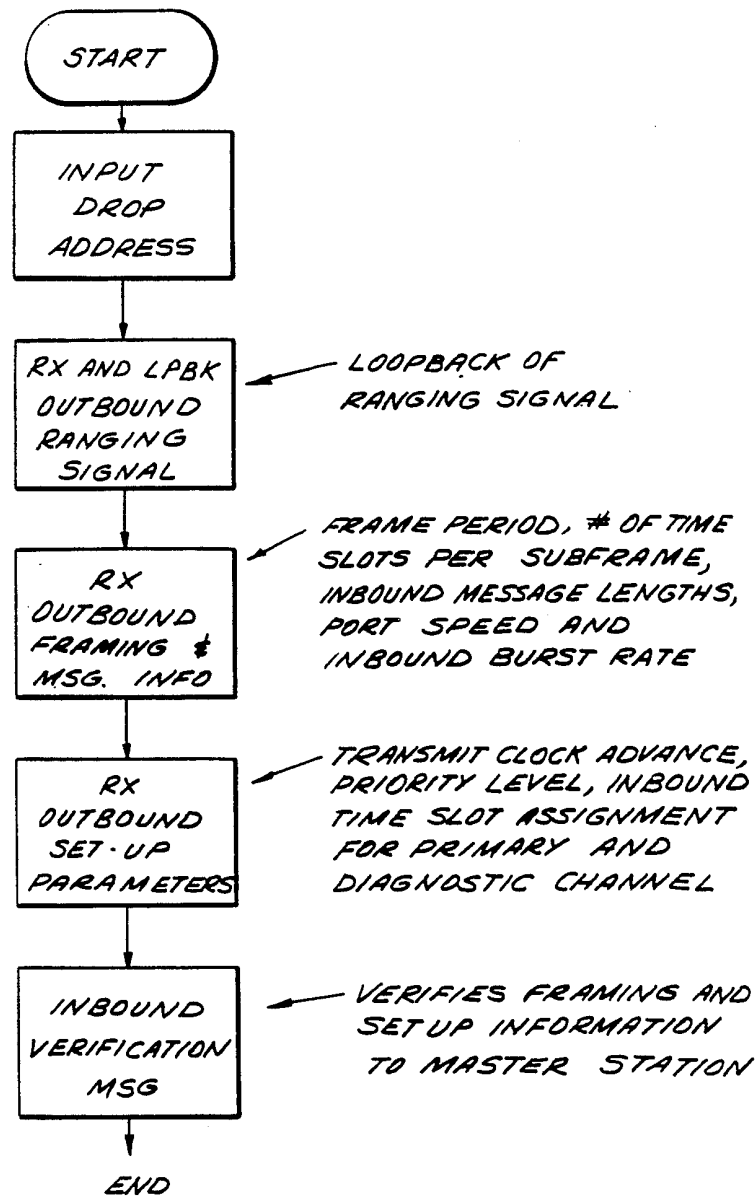 START
INPUT
DROP
ADDRESS
RX AND LPBK
OUTBOUND
RANGING
SIGNAL
LOOPBACK OF
RANGING SIGNAL
RX
OUTBOUND
FRAMING &
MSG. INFO
FRAME PERIOD, # OF TIME
SLOTS PER SUBFRAME,
INBOUND MESSAGE LENGTHS,
PORT SPEED AND
INBOUND BURST RATE
RX
OUTBOUND
SET-UP
PARAMETERS
TRANSMIT CLOCK ADVANCE,
PRIORITY LEVEL, INBOUND
TIME SLOT ASSIGNMENT
FOR PRIMARY AND
DIAGNOSTIC CHANNEL
INBOUND
VERIFICATION
MSG
VERIFIES FRAMING AND
SET UP INFORMATION
TO MASTER STATION
END